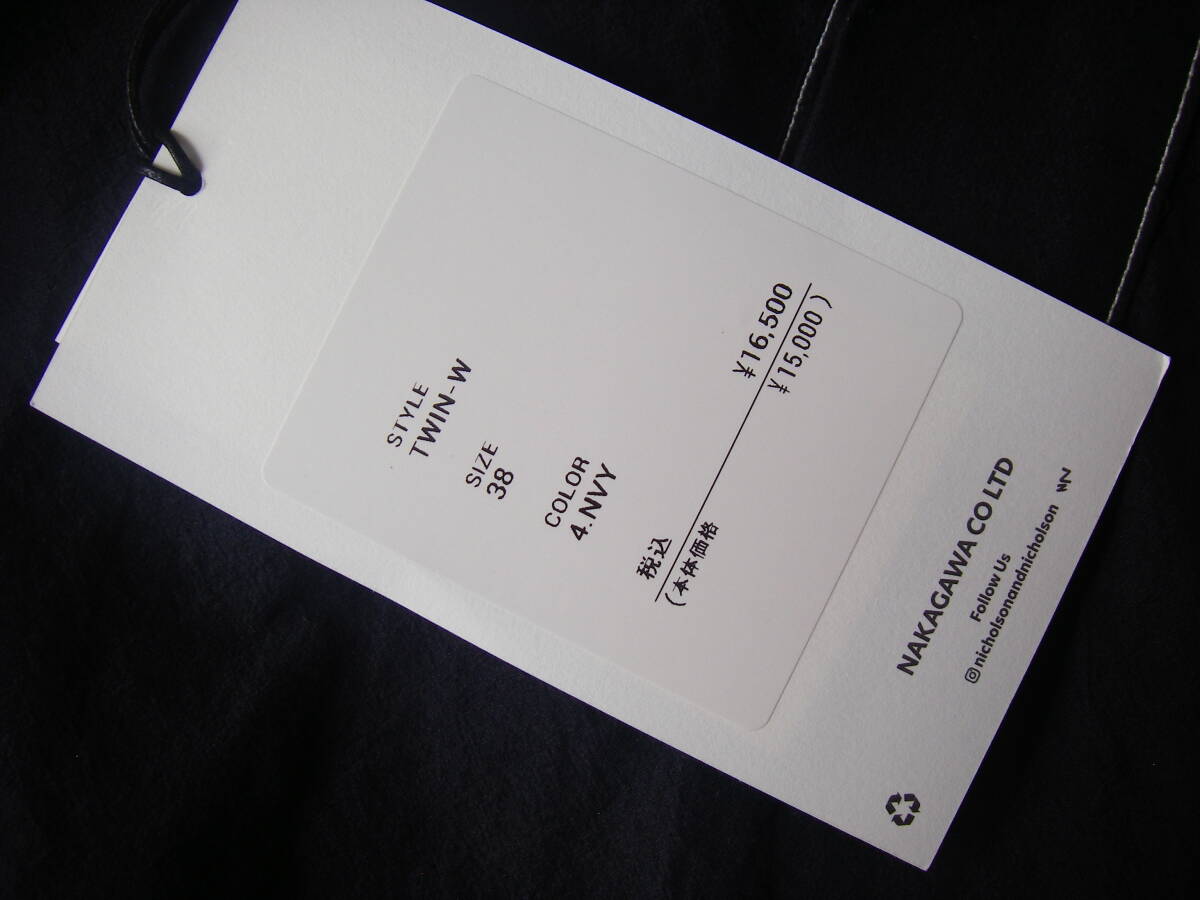 STYLE
TWIN-W
SIZE
38
COLOR
4.NVY
税込 ¥16,500
(本体価格 ¥15,000)
NAKAGAWA CO LTD
Follow Us
nicholsonandnicholson